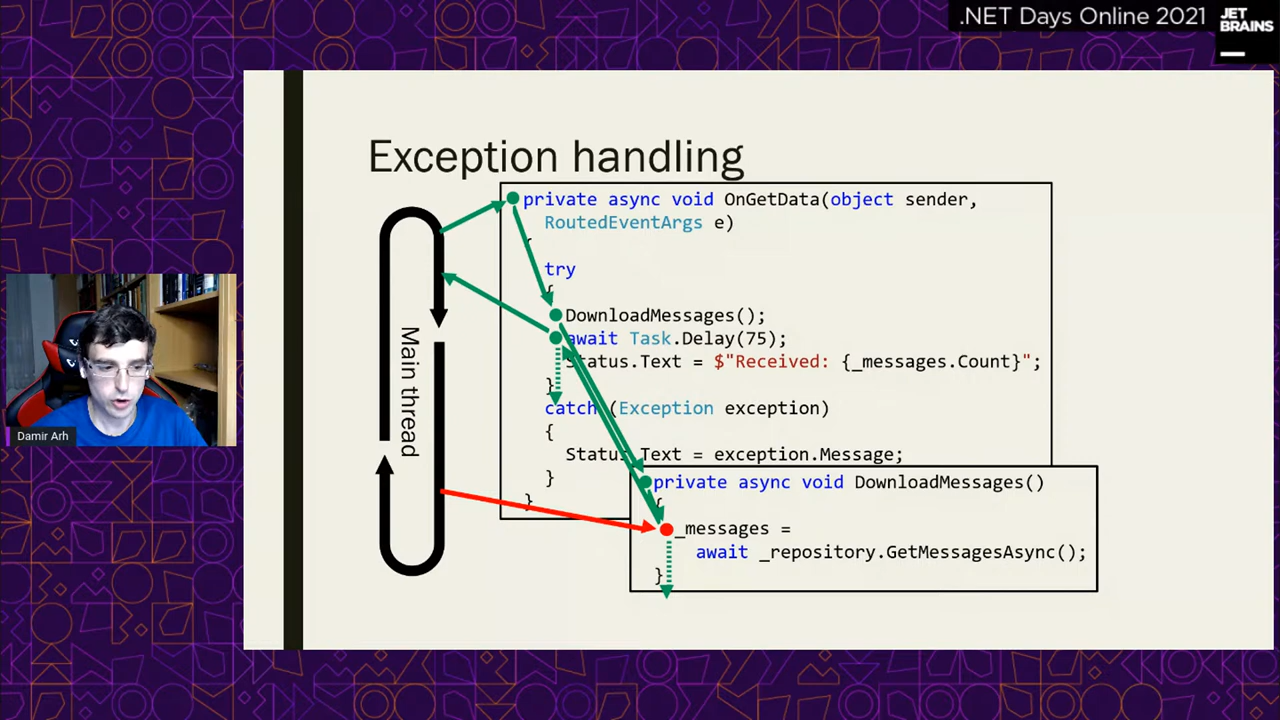 .NET Days Online 2021
JET
BRAINS
Exception handling
private async void OnGetData(object sender,
RoutedEventArgs e)
{
try
{
DownloadMessages();
await Task.Delay(75);
Status.Text = $"Received: {_messages.Count}";
}
catch (Exception exception)
{
Status.Text = exception.Message;
}
}
Main thread
private async void DownloadMessages()
{
_messages =
await _repository.GetMessagesAsync();
}
Damir Arh